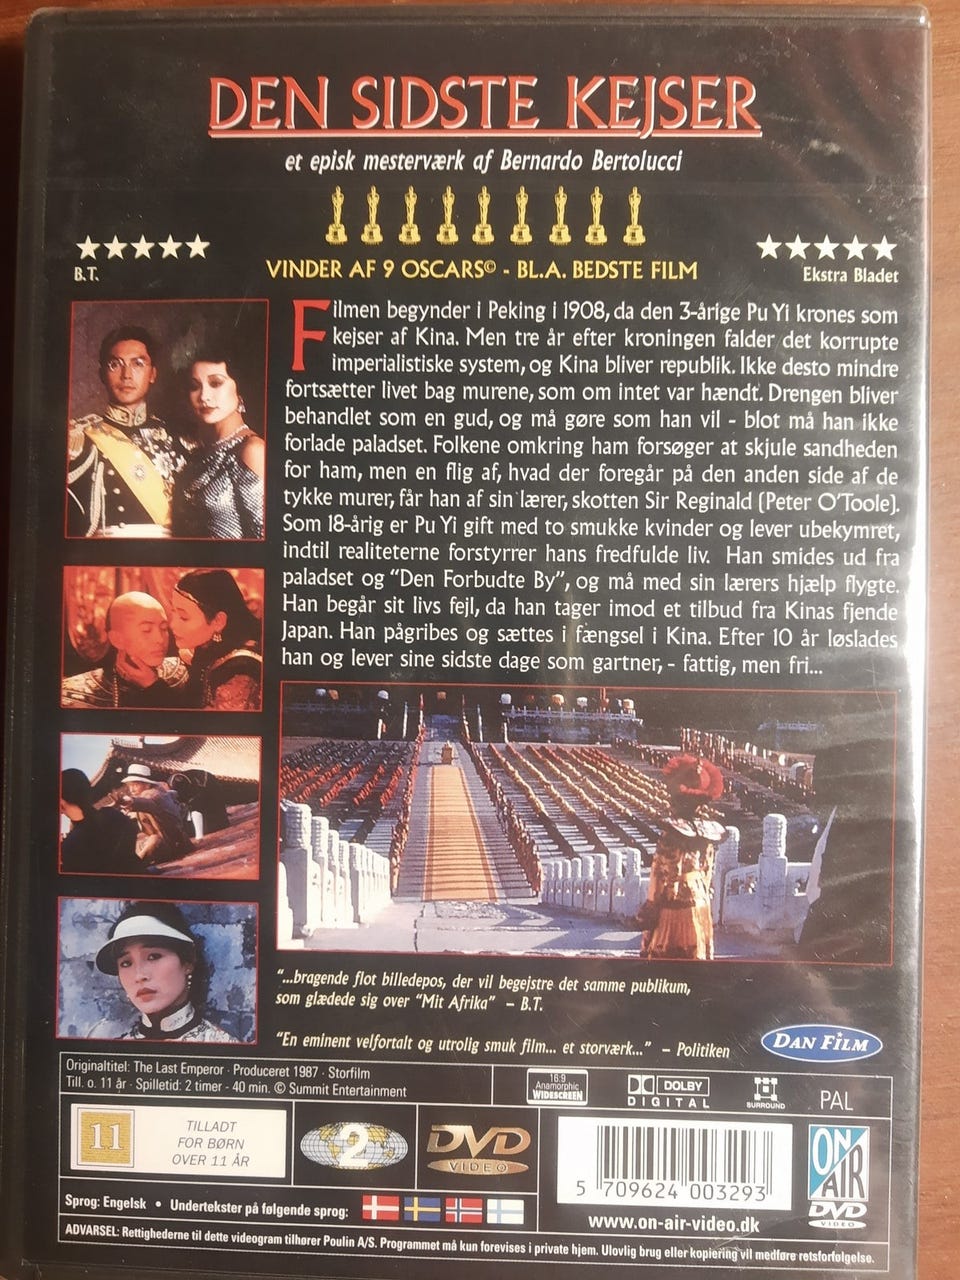 DEN SIDSTE KEJSER
et episk mesterværk af Bernardo Bertolucci
B.T.
VINDER AF 9 OSCARS© - BL.A. BEDSTE FILM
Ekstra Bladet
Filmen begynder i Peking i 1908, da den 3-årige Pu Yi krones som
kejser af Kina. Men tre år efter kroningen falder det korrupte
imperialistiske system, og Kina bliver republik. Ikke desto mindre
fortsætter livet bag murene, som om intet var hændt. Drengen bliver
behandlet som en gud, og må gøre som han vil - blot må han ikke
forlade paladset. Folkene omkring ham forsøger at skjule sandheden
for ham, men en flig af, hvad der foregår på den anden side af de
tykke murer, får han af sin lærer, skotten Sir Reginald (Peter O'Toole).
Som 18-årig er Pu Yi gift med to smukke kvinder og lever ubekymret,
indtil realiteterne forstyrrer hans fredfulde liv. Han smides ud fra
paladset og "Den Forbudte By", og må med sin lærers hjælp flygte.
Han begår sit livs fejl, da han tager imod et tilbud fra Kinas fjende
Japan. Han pågribes og sættes i fængsel i Kina. Efter 10 år løslades
han og lever sine sidste dage som gartner, - fattig, men fri...
"...bragende flot billedepos, der vil begejstre det samme publikum,
som glædede sig over "Mit Afrika" – B.T.
"En eminent velfortalt og utrolig smuk film... et storværk..." – Politiken
DAN FILM
Originaltitel: The Last Emperor · Produceret 1987 · Storfilm
Till. o. 11 år · Spilletid: 2 timer - 40 min. © Summit Entertainment
16:9
Anamorphic
WIDESCREEN
DOLBY
DIGITAL
SURROUND
PAL
11
TILLADT
FOR BØRN
OVER 11 ÅR
2
DVD
VIDEO
5 709624 003293
ON
AIR
DVD
VIDEO
Sprog: Engelsk • Undertekster på følgende sprog:
www.on-air-video.dk
ADVARSEL: Rettighederne til dette videogram tilhører Poulin A/S. Programmet må kun forevises i private hjem. Ulovlig brug eller kopiering vil medføre retsforfølgelse.